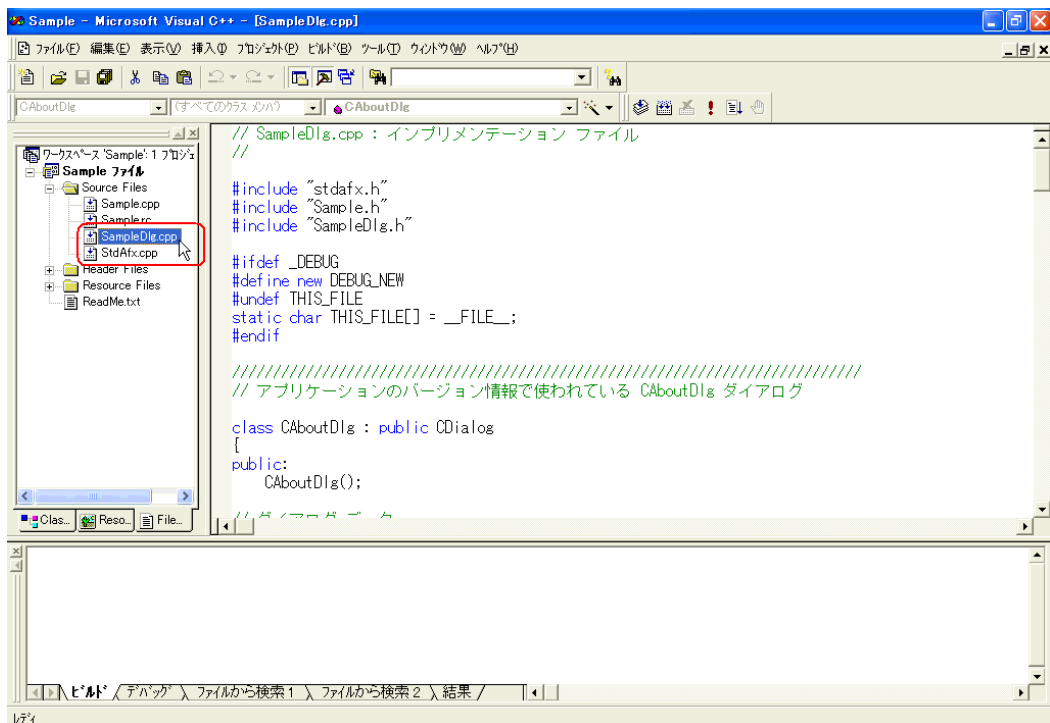 Sample - Microsoft Visual C++ - [SampleDlg.cpp]
ﾌｧｲﾙ(F) 編集(E) 表示(V) 挿入(I) ﾌﾟﾛｼﾞｪｸﾄ(P) ﾋﾞﾙﾄﾞ(B) ﾂｰﾙ(T) ｳｨﾝﾄﾞｳ(W) ﾍﾙﾌﾟ(H)
CAboutDlg (すべてのｸﾗｽ ﾒﾝﾊﾞ) CAboutDlg
ﾜｰｸｽﾍﾟｰｽ 'Sample': 1 ﾌﾟﾛｼﾞｪ
Sample ﾌｧｲﾙ
Source Files
Sample.cpp
Sample.rc
SampleDlg.cpp
StdAfx.cpp
Header Files
Resource Files
ReadMe.txt
Clas... Reso... File...
// SampleDlg.cpp : インプリメンテーション ファイル
//
#include "stdafx.h"
#include "Sample.h"
#include "SampleDlg.h"
#ifdef _DEBUG
#define new DEBUG_NEW
#undef THIS_FILE
static char THIS_FILE[] = __FILE__;
#endif
/////////////////////////////////////////////////////////////////////////////
// アプリケーションのバージョン情報で使われている CAboutDlg ダイアログ
class CAboutDlg : public CDialog
{
public:
CAboutDlg();
// ダイアログ データ
ﾋﾞﾙﾄﾞ ﾃﾞﾊﾞｯｸﾞ ﾌｧｲﾙから検索 1 ﾌｧｲﾙから検索 2 結果
ﾚﾃﾞｨ